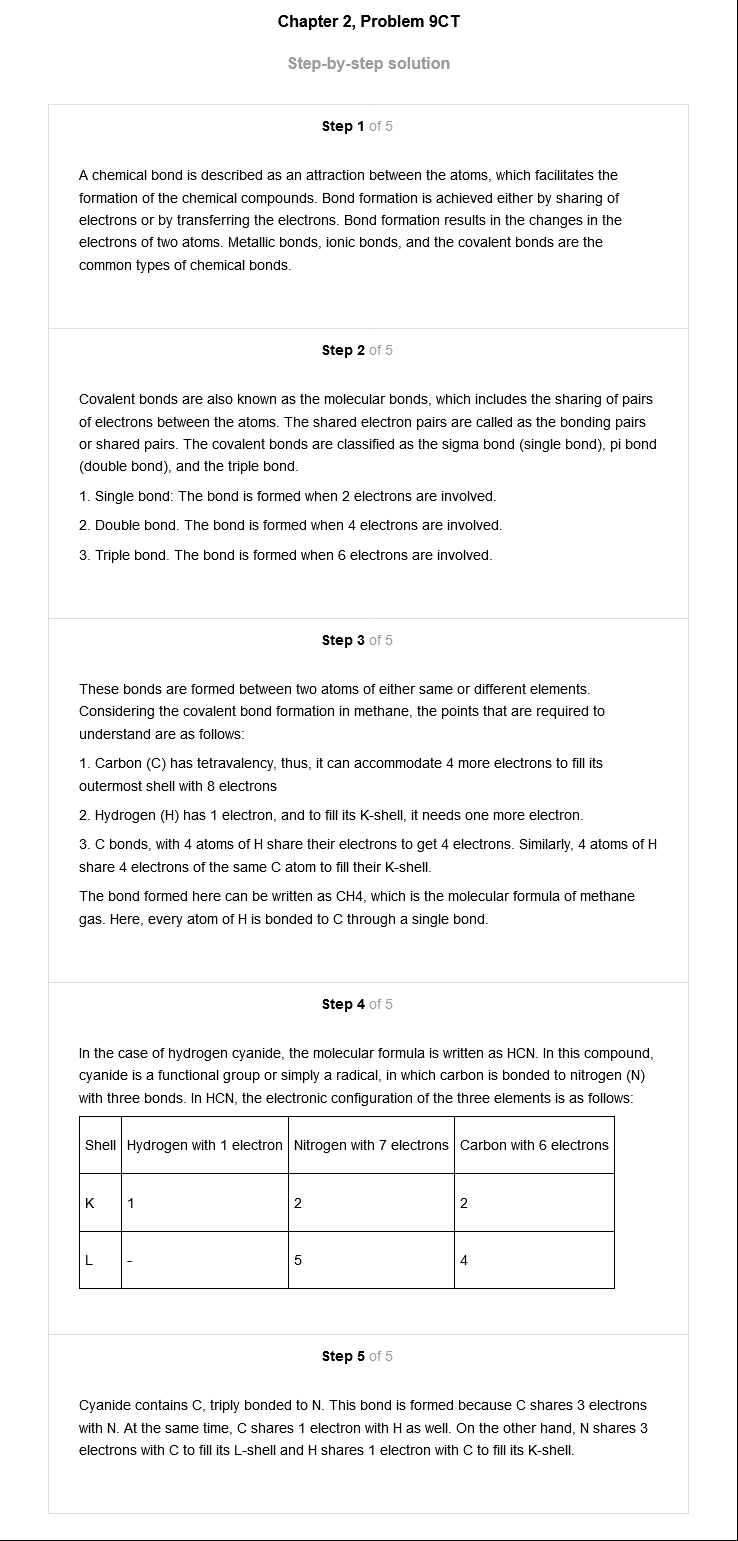 Chapter 2, Problem 9CT
Step-by-step solution
Step 1 of 5
A chemical bond is described as an attraction between the atoms, which facilitates the
formation of the chemical compounds. Bond formation is achieved either by sharing of
electrons or by transferring the electrons. Bond formation results in the changes in the
electrons of two atoms. Metallic bonds, ionic bonds, and the covalent bonds are the
common types of chemical bonds.
Step 2 of 5
Covalent bonds are also known as the molecular bonds, which includes the sharing of pairs
of electrons between the atoms. The shared electron pairs are called as the bonding pairs
or shared pairs. The covalent bonds are classified as the sigma bond (single bond), pi bond
(double bond), and the triple bond.
1. Single bond: The bond is formed when 2 electrons are involved.
2. Double bond. The bond is formed when 4 electrons are involved.
3. Triple bond. The bond is formed when 6 electrons are involved.
Step 3 of 5
These bonds are formed between two atoms of either same or different elements.
Considering the covalent bond formation in methane, the points that are required to
understand are as follows:
1. Carbon (C) has tetravalency, thus, it can accommodate 4 more electrons to fill its
outermost shell with 8 electrons
2. Hydrogen (H) has 1 electron, and to fill its K-shell, it needs one more electron.
3. C bonds, with 4 atoms of H share their electrons to get 4 electrons. Similarly, 4 atoms of H
share 4 electrons of the same C atom to fill their K-shell.
The bond formed here can be written as CH4, which is the molecular formula of methane
gas. Here, every atom of H is bonded to C through a single bond.
Step 4 of 5
In the case of hydrogen cyanide, the molecular formula is written as HCN. In this compound,
cyanide is a functional group or simply a radical, in which carbon is bonded to nitrogen (N)
with three bonds. In HCN, the electronic configuration of the three elements is as follows:
Shell Hydrogen with 1 electron Nitrogen with 7 electrons Carbon with 6 electrons
K 1 2 2
L - 5 4
Step 5 of 5
Cyanide contains C, triply bonded to N. This bond is formed because C shares 3 electrons
with N. At the same time, C shares 1 electron with H as well. On the other hand, N shares 3
electrons with C to fill its L-shell and H shares 1 electron with C to fill its K-shell.